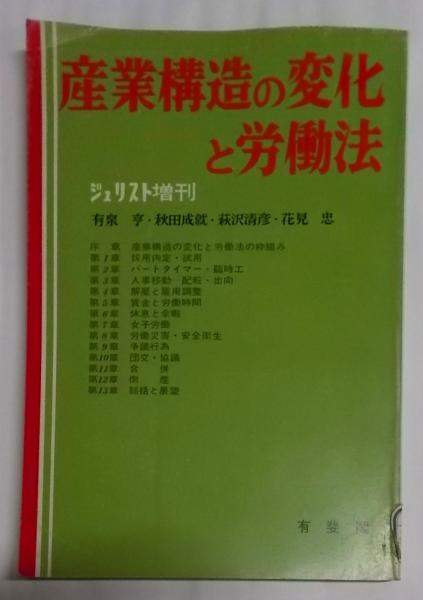 産業構造の変化
と労働法
ジュリスト増刊
有泉 亨・秋田成就・萩沢清彦・花見 忠
序 章 産業構造の変化と労働法の枠組み
第1章 採用内定・試用
第2章 パートタイマー・臨時工
第3章 人事移動―配転・出向
第4章 解雇と雇用調整
第5章 賃金と労働時間
第6章 休息と余暇
第7章 女子労働
第8章 労働災害・安全衛生
第9章 争議行為
第10章 団交・協議
第11章 合 併
第12章 倒 産
第13章 総括と展望
有斐閣